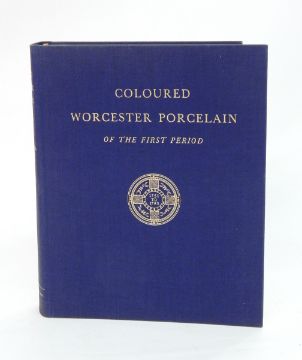 COLOURED
WORCESTER PORCELAIN
OF THE FIRST PERIOD